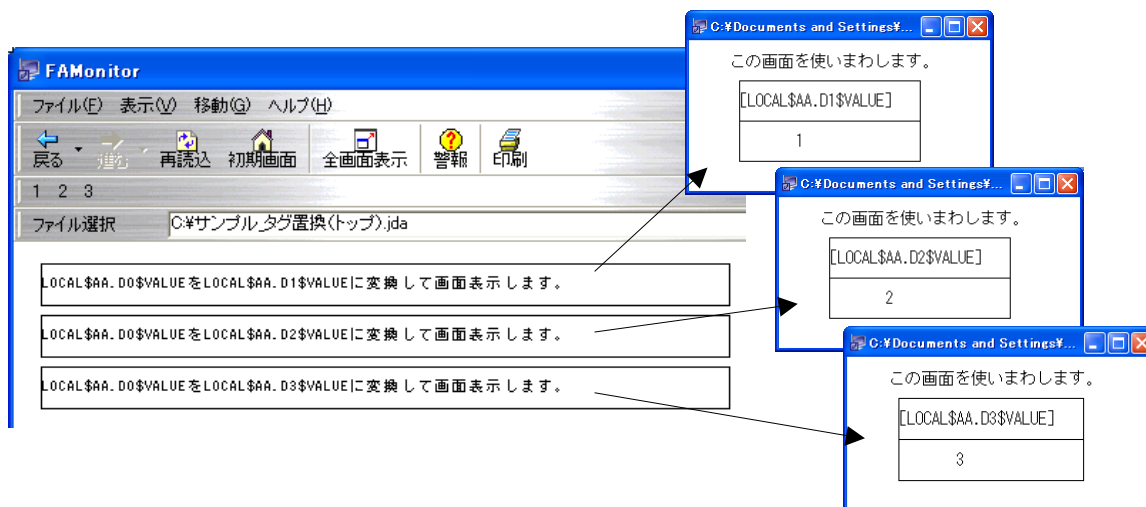 FAMonitor
ファイル(F) 表示(V) 移動(G) ヘルプ(H)
戻る 進む 再読込 初期画面 全画面表示 警報 印刷
1 2 3
ファイル選択 C:¥サンプル_タグ置換(トップ).jda
LOCAL$AA.D0$VALUEをLOCAL$AA.D1$VALUEに変換して画面表示します。
LOCAL$AA.D0$VALUEをLOCAL$AA.D2$VALUEに変換して画面表示します。
LOCAL$AA.D0$VALUEをLOCAL$AA.D3$VALUEに変換して画面表示します。
C:¥Documents and Settings¥...
この画面を使いまわします。
[LOCAL$AA.D1$VALUE]
1
C:¥Documents and Settings¥...
この画面を使いまわします。
[LOCAL$AA.D2$VALUE]
2
C:¥Documents and Settings¥...
この画面を使いまわします。
[LOCAL$AA.D3$VALUE]
3